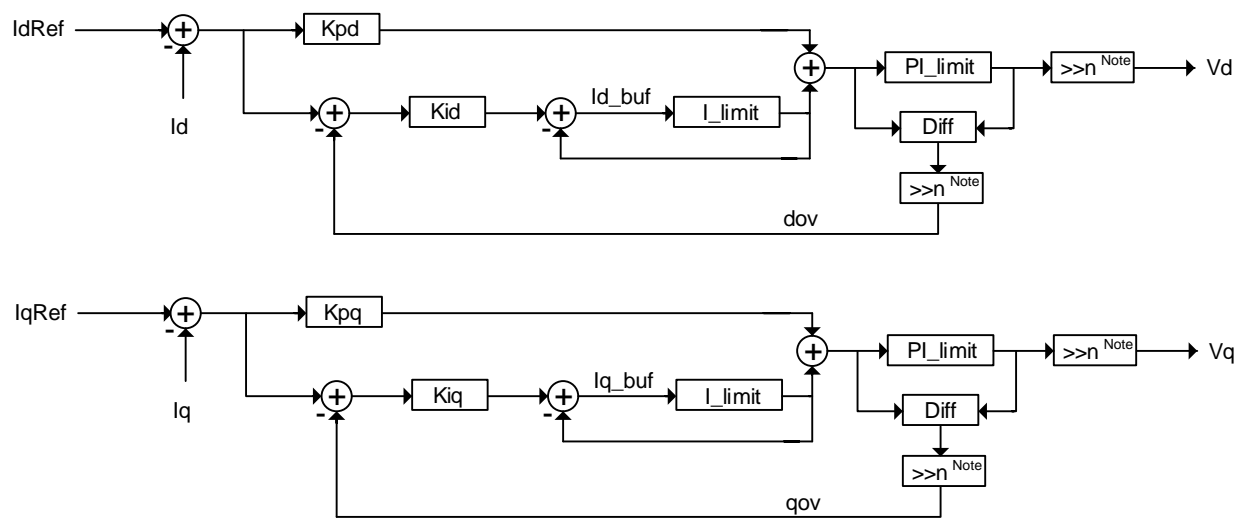 IdRef
+
-
Id
Kpd
+
-
Kid
+
-
Id_buf
I_limit
+
PI_limit
>>n Note
Vd
Diff
>>n Note
dov
IqRef
+
-
Iq
Kpq
+
-
Kiq
+
-
Iq_buf
I_limit
+
PI_limit
>>n Note
Vq
Diff
>>n Note
qov